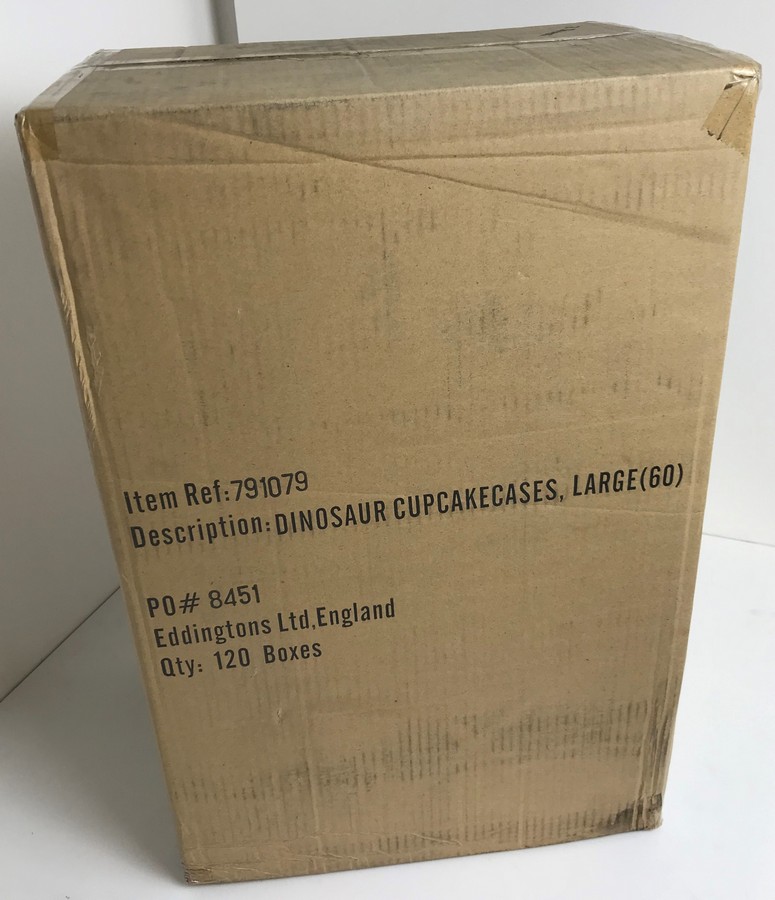 Item Ref:791079
Description:DINOSAUR CUPCAKECASES, LARGE(60)
PO# 8451
Eddingtons Ltd,England
Qty: 120 Boxes